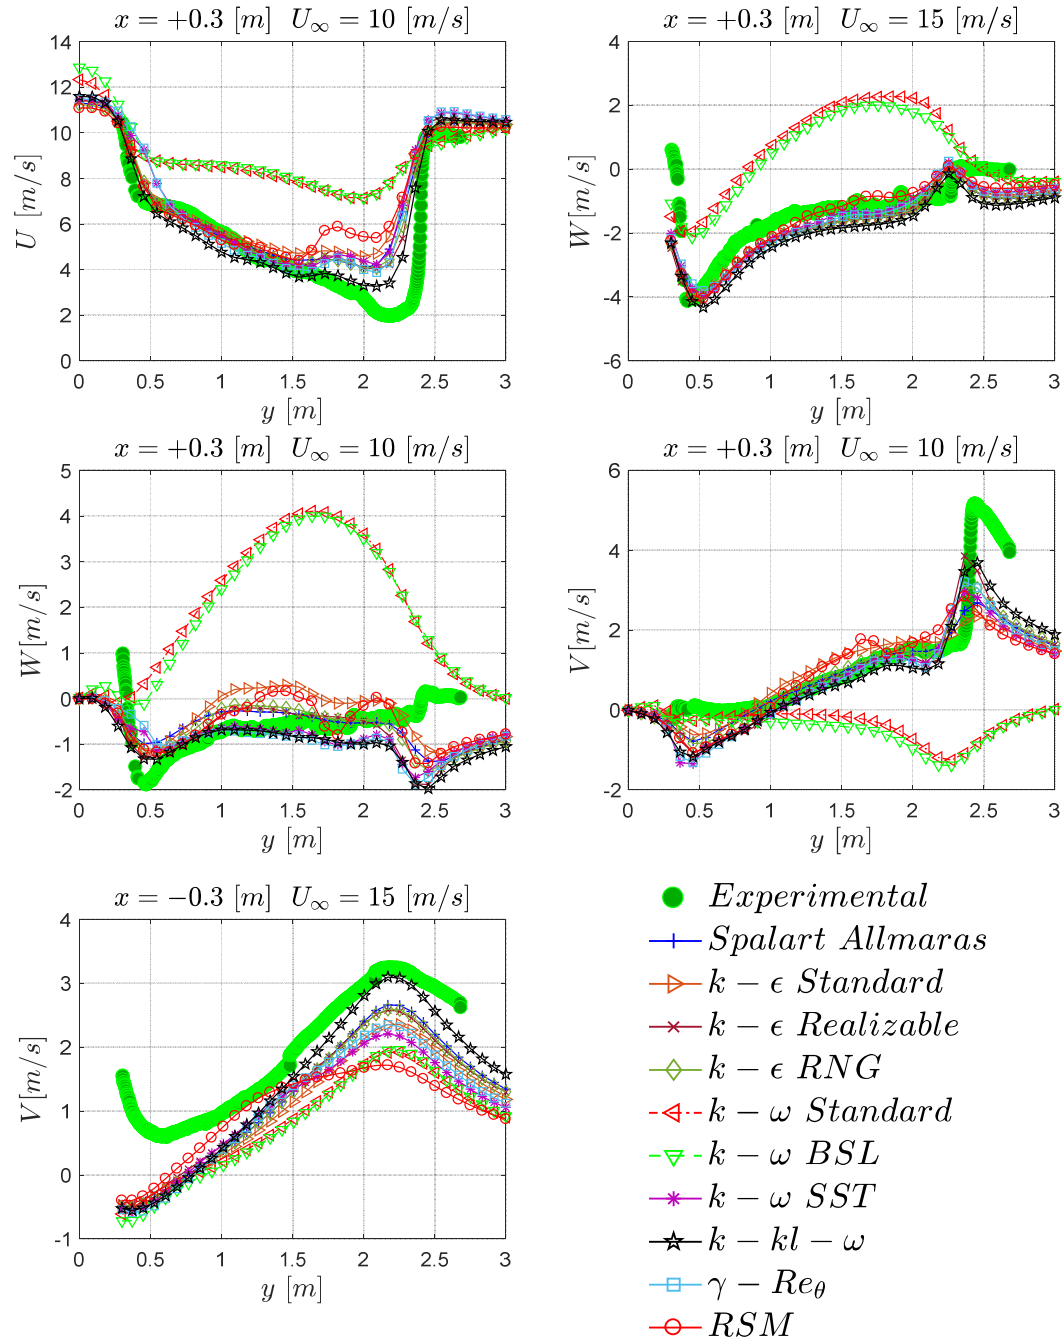 x = +0.3 [m] U∞ = 10 [m/s]
14
12
10
8
6
4
2
0
U [m/s]
0 0.5 1 1.5 2 2.5 3
y [m]
x = +0.3 [m] U∞ = 15 [m/s]
4
2
0
-2
-4
-6
W[m/s]
0 0.5 1 1.5 2 2.5 3
y [m]
x = +0.3 [m] U∞ = 10 [m/s]
5
4
3
2
1
0
-1
-2
W[m/s]
0 0.5 1 1.5 2 2.5 3
y [m]
x = +0.3 [m] U∞ = 10 [m/s]
6
4
2
0
-2
V[m/s]
0 0.5 1 1.5 2 2.5 3
y [m]
x = −0.3 [m] U∞ = 15 [m/s]
4
3
2
1
0
-1
V[m/s]
0 0.5 1 1.5 2 2.5 3
y [m]
Experimental
Spalart Allmaras
k − ϵ Standard
k − ϵ Realizable
k − ϵ RNG
k − ω Standard
k − ω BSL
k − ω SST
k − kl − ω
γ − Reθ
RSM